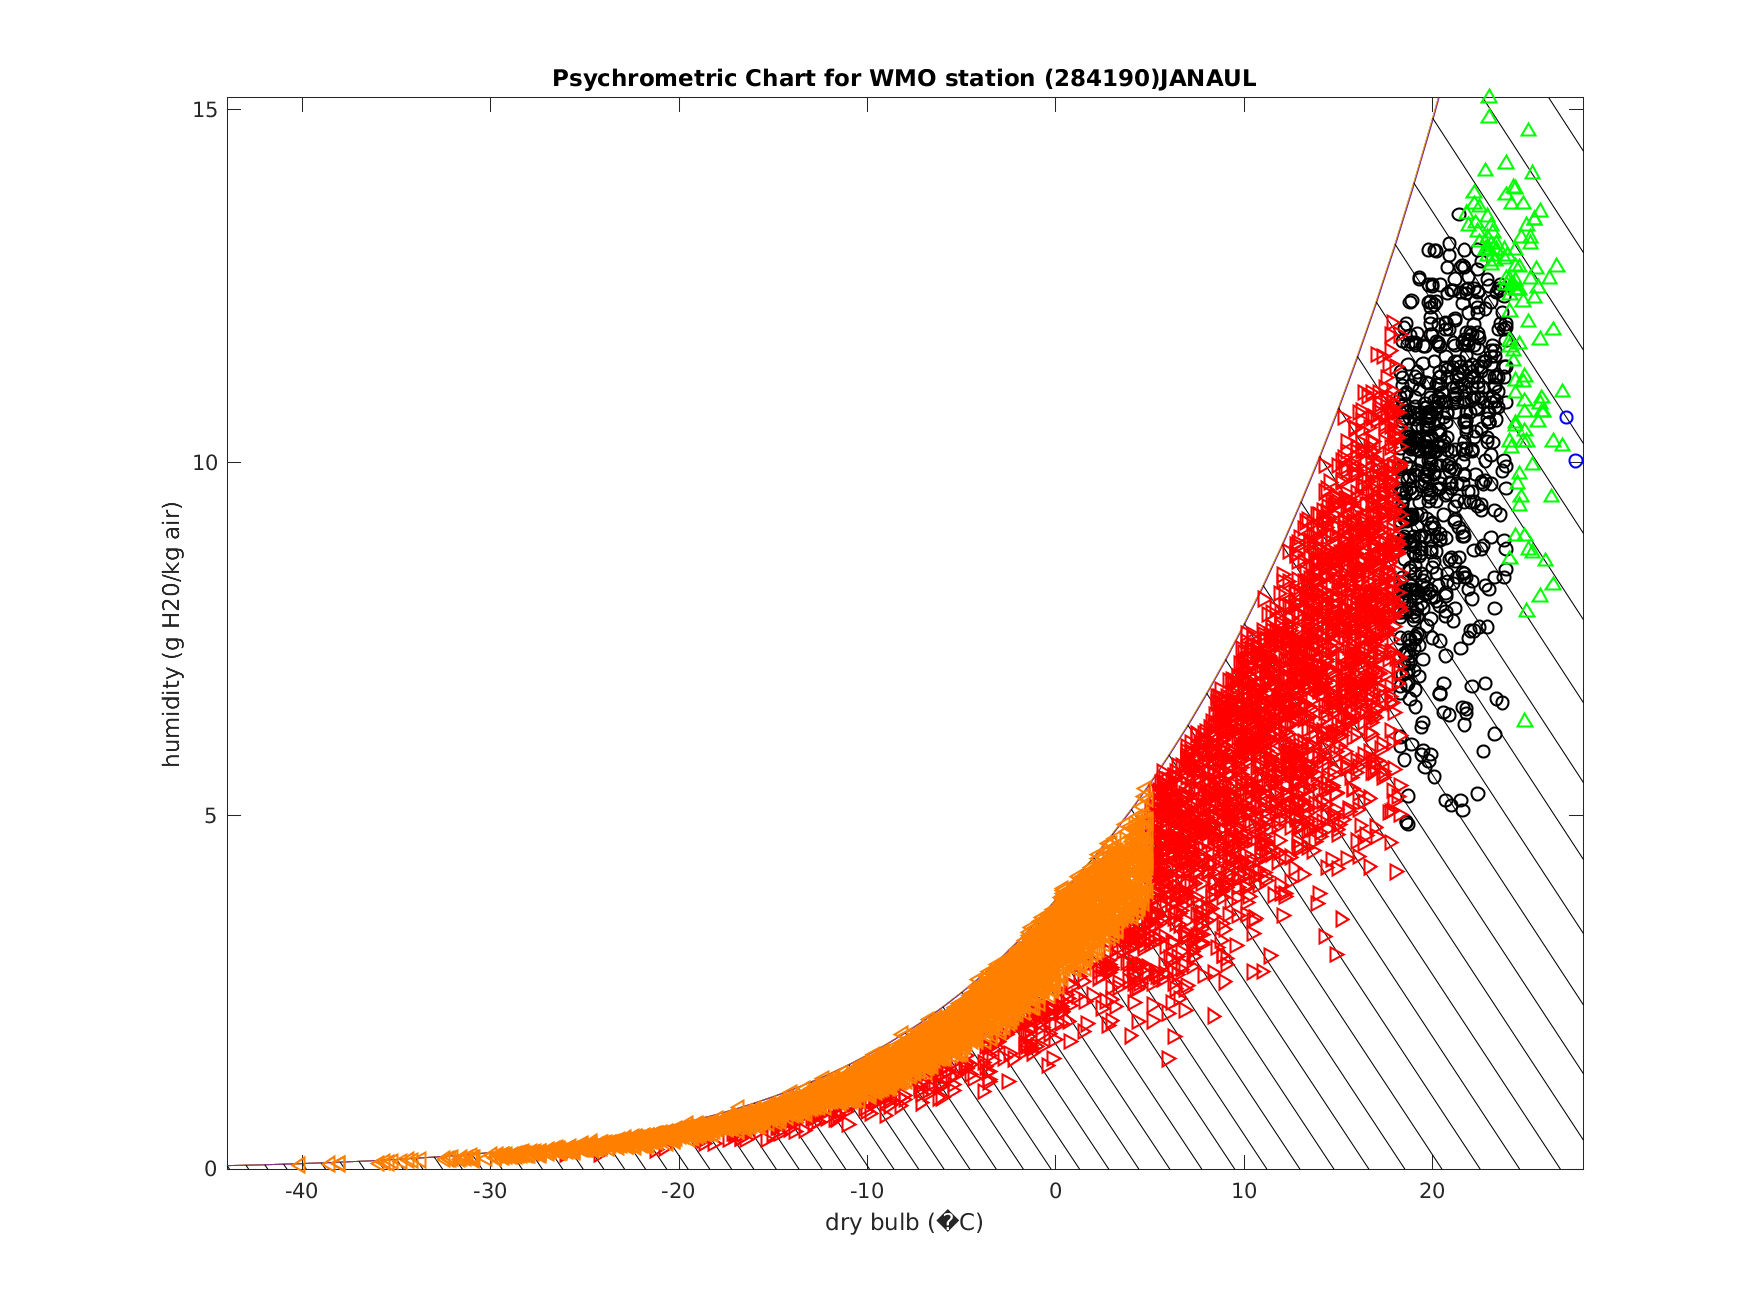 Psychrometric Chart for WMO station (284190)JANAUL
15
10
5
0
humidity (g H20/kg air)
-40 -30 -20 -10 0 10 20
dry bulb (�C)